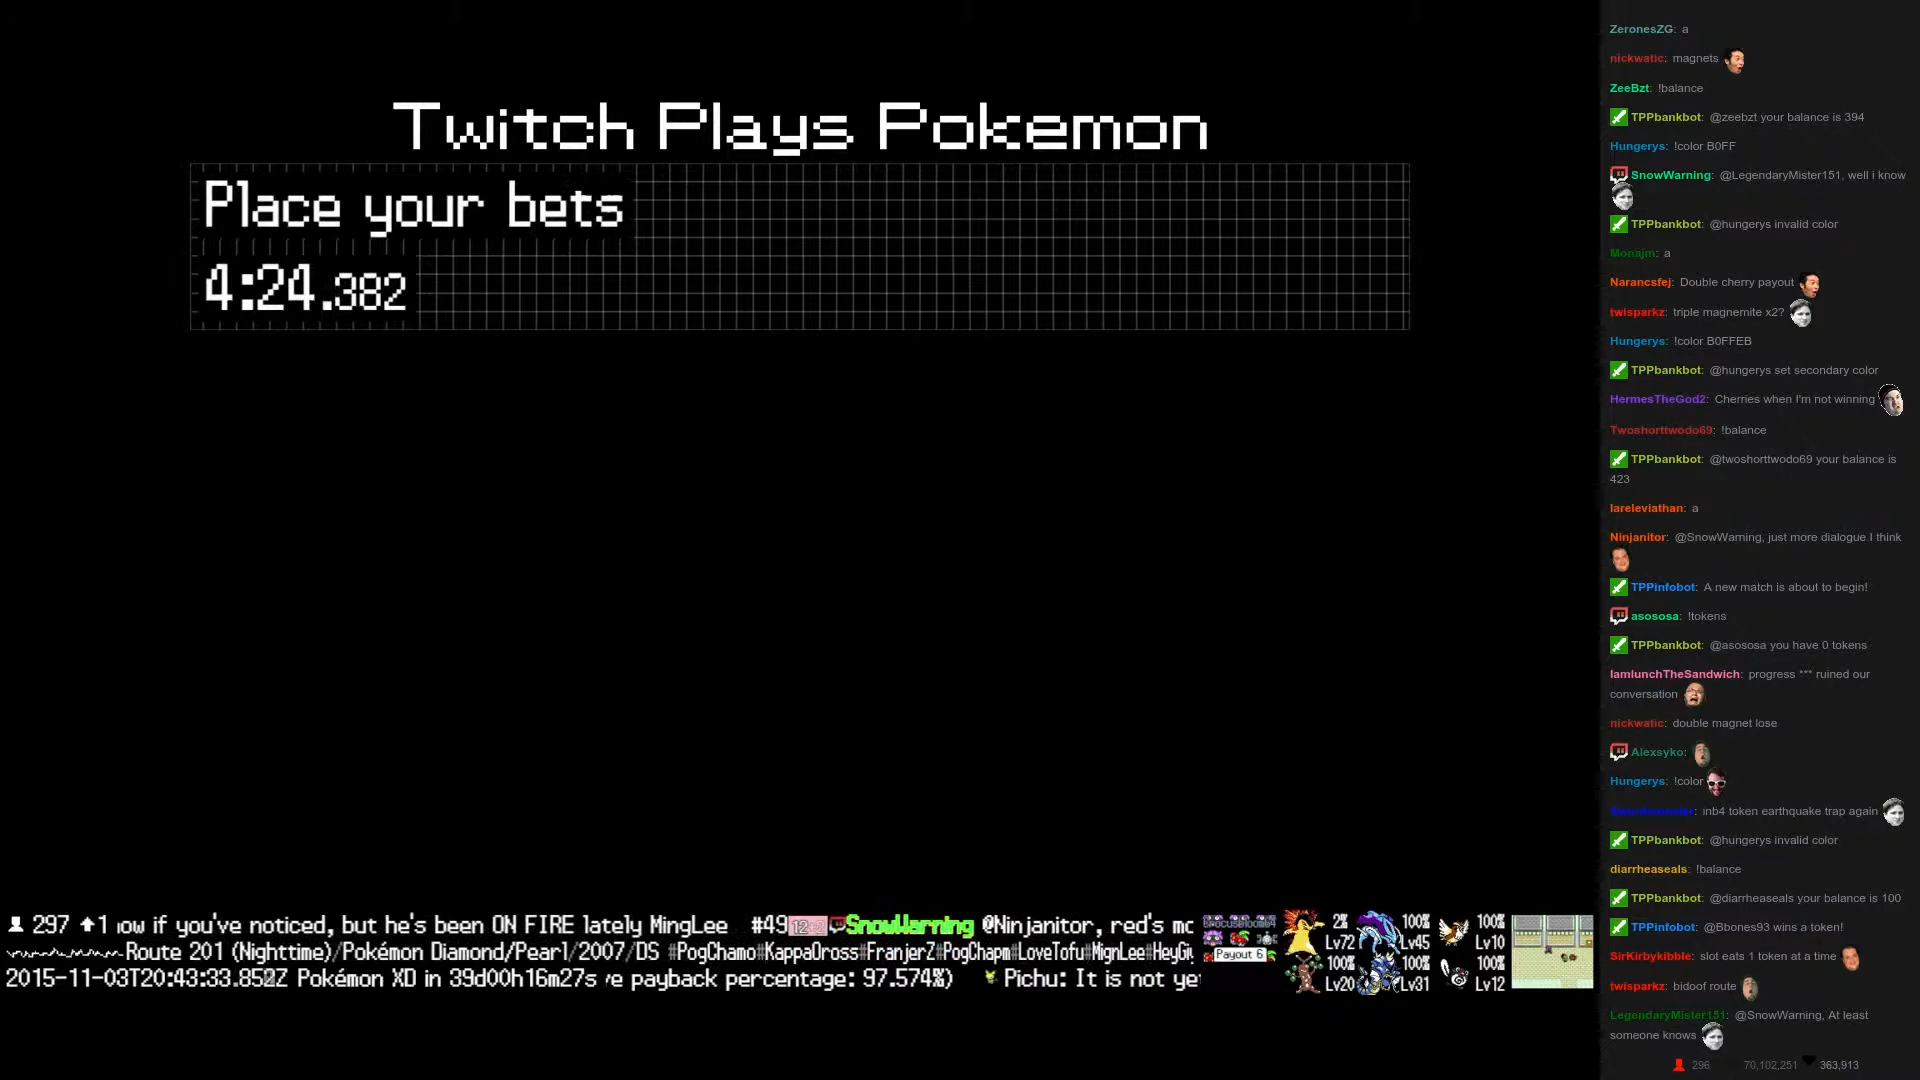 Twitch Plays Pokemon
Place your bets
4:24.382
297 1 ow if you've noticed, but he's been ON FIRE lately MingLee #49 SnowWarning @Ninjanitor, red's mo
Route 201 (Nighttime)/Pokémon Diamond/Pearl/2007/DS #PogChamp#KappaOross#FranjerZ#PogChapm#LoveTofu#MignLee#HeyGu
2015-11-03T20:43:33.852Z Pokémon XD in 39d00h16m27s ve payback percentage: 97.574%) Pichu: It is not ye
Payout 6
2% Lv72
100% Lv45
100% Lv10
100% Lv20
100% Lv31
100% Lv12
ZeronesZG: a
nickwatic: magnets
ZeeBzt: !balance
TPPbankbot: @zeebzt your balance is 394
Hungerys: !color B0FF
SnowWarning: @LegendaryMister151, well i know
TPPbankbot: @hungerys invalid color
Monajm: a
Narancsfej: Double cherry payout
twisparkz: triple magnemite x2?
Hungerys: !color B0FFEB
TPPbankbot: @hungerys set secondary color
HermesTheGod2: Cherries when I'm not winning
Twoshorttwodo69: !balance
TPPbankbot: @twoshorttwodo69 your balance is
423
lareleviathan: a
Ninjanitor: @SnowWarning, just more dialogue I think
TPPinfobot: A new match is about to begin!
asososa: !tokens
TPPbankbot: @asososa you have 0 tokens
IamlunchTheSandwich: progress *** ruined our
conversation
nickwatic: double magnet lose
Alexsyko:
Hungerys: !color
: inb4 token earthquake trap again
TPPbankbot: @hungerys invalid color
diarrheaseals: !balance
TPPbankbot: @diarrheaseals your balance is 100
TPPinfobot: @Bbones93 wins a token!
SirKirbykibble: slot eats 1 token at a time
twisparkz: bidoof route
LegendaryMister151: @SnowWarning, At least
someone knows
296 70,102,251 363,913